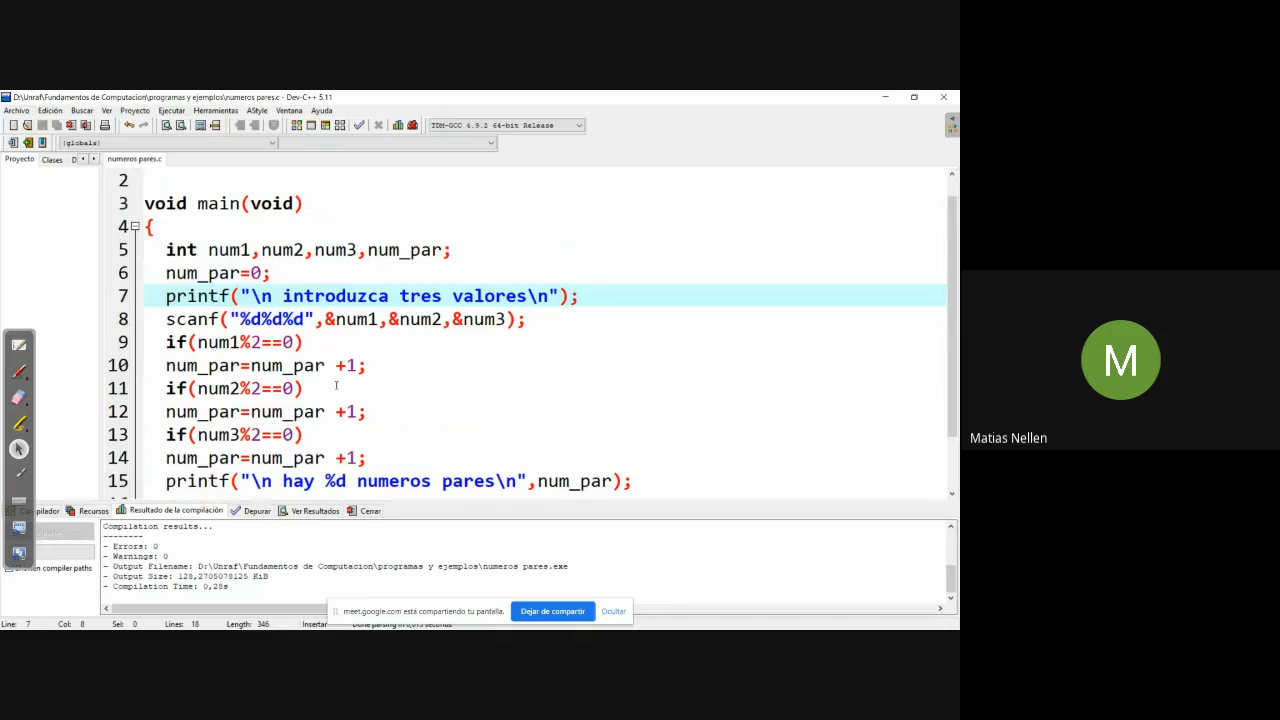 D:\Unraf\Fundamentos de Computacion\programas y ejemplos\numeros pares.c - Dev-C++ 5.11
Archivo Edición Buscar Ver Proyecto Ejecutar Herramientas AStyle Ventana Ayuda
TDM-GCC 4.9.2 64-bit Release
(globals)
Proyecto Clases D numeros pares.c
2
3 void main(void)
4 {
5 int num1,num2,num3,num_par;
6 num_par=0;
7 printf("\n introduzca tres valores\n");
8 scanf("%d%d%d",&num1,&num2,&num3);
9 if(num1%2==0)
10 num_par=num_par +1;
11 if(num2%2==0)
12 num_par=num_par +1;
13 if(num3%2==0)
14 num_par=num_par +1;
15 printf("\n hay %d numeros pares\n",num_par);
Recursos Resultado de la compilación Depurar Ver Resultados Cerrar
Compilation results...
--------
- Errors: 0
- Warnings: 0
- Output Filename: D:\Unraf\Fundamentos de Computacion\programas y ejemplos\numeros pares.exe
- Output Size: 128,2705078125 KiB
- Compilation Time: 0,28s
compiler paths
meet.google.com está compartiendo tu pantalla. Dejar de compartir Ocultar
Line: 7 Col: 8 Sel: 0 Lines: 18 Length: 346 Insertar
M
Matias Nellen